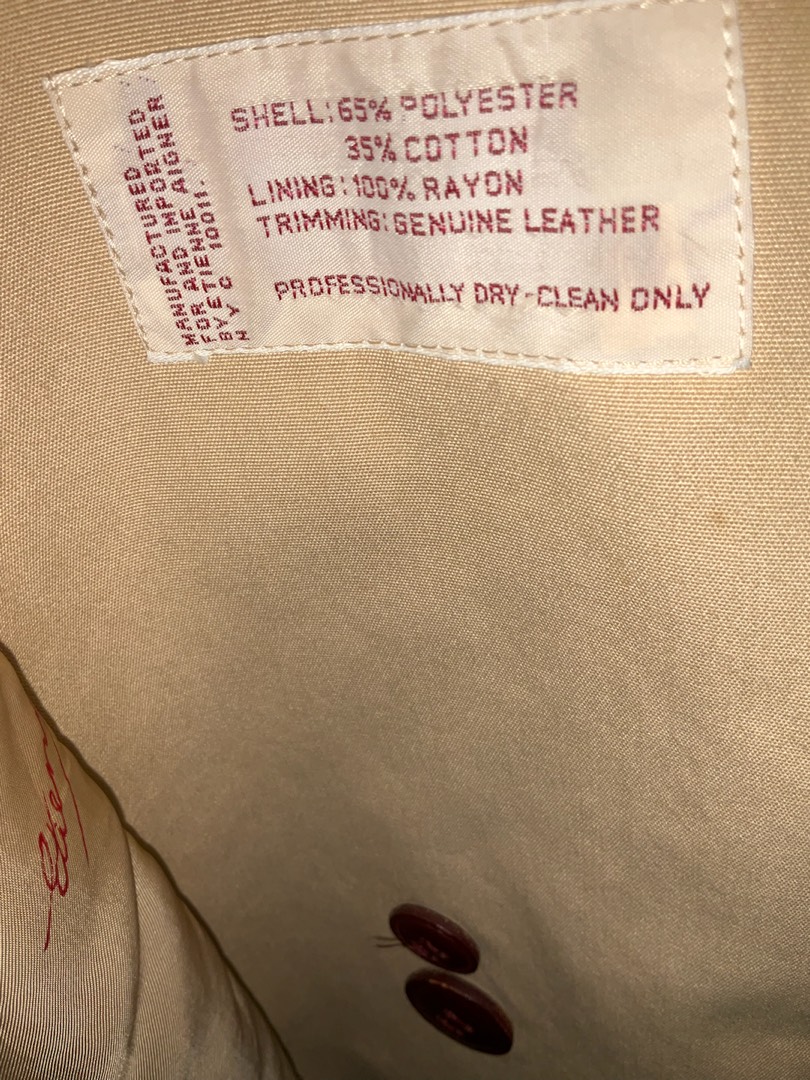 SHELL: 65% POLYESTER
35% COTTON
LINING: 100% RAYON
TRIMMING: GENUINE LEATHER
PROFESSIONALLY DRY-CLEAN ONLY
MANUFACTURED
FOR AND IMPORTED
BY ETIENNE AIGNER
N Y C 10011.